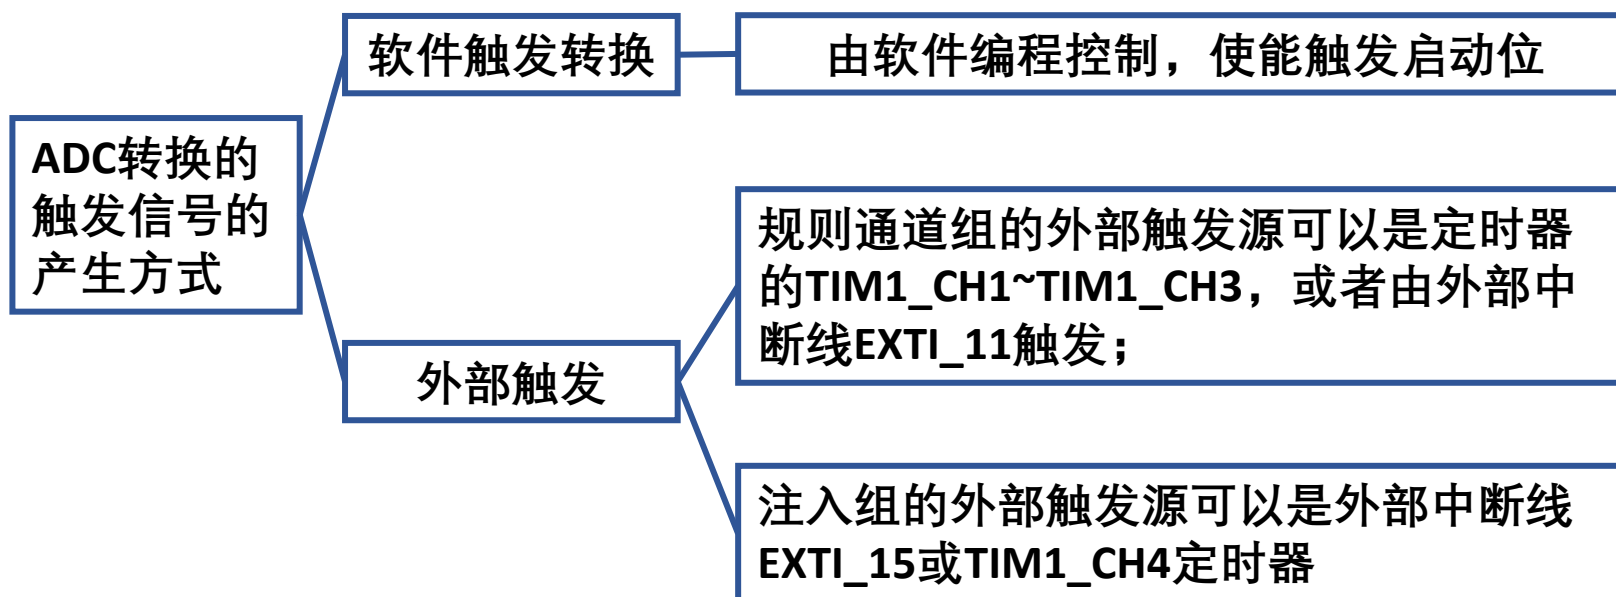 ADC转换的
触发信号的
产生方式
软件触发转换
由软件编程控制，使能触发启动位
外部触发
规则通道组的外部触发源可以是定时器
的TIM1_CH1~TIM1_CH3，或者由外部中
断线EXTI_11触发；
注入组的外部触发源可以是外部中断线
EXTI_15或TIM1_CH4定时器